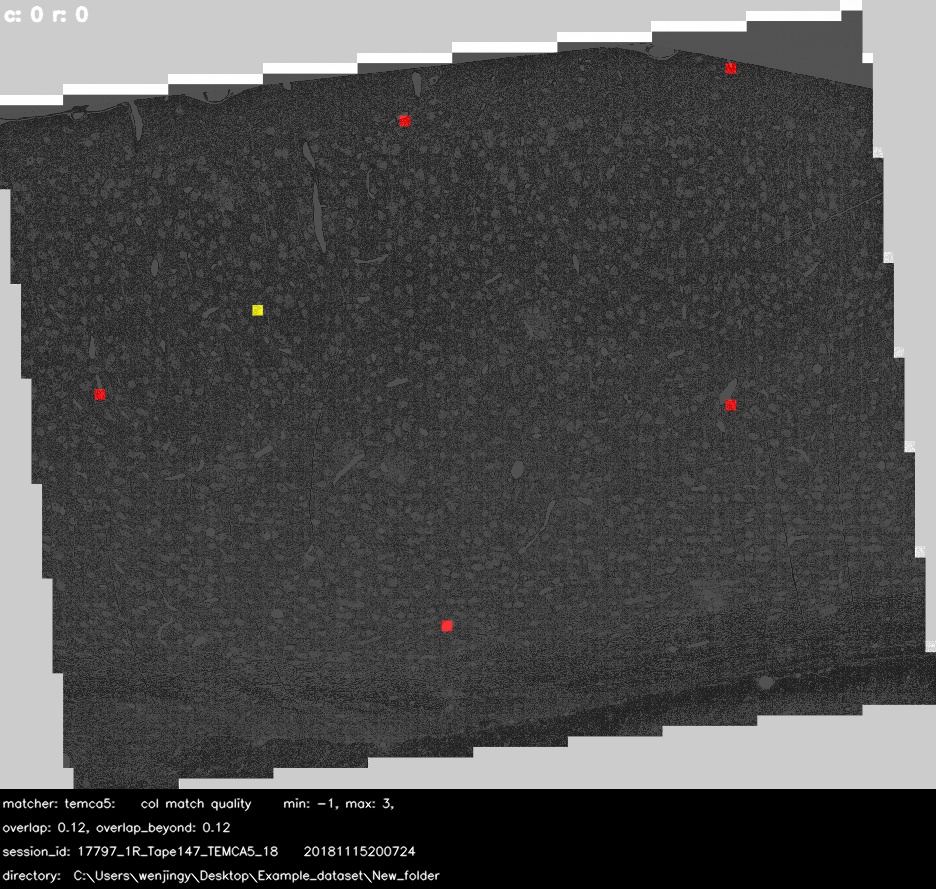 c: 0 r: 0
matcher: temca5: col match quality min: -1, max: 3,
overlap: 0.12, overlap_beyond: 0.12
session_id: 17797_1R_Tape147_TEMCA5_18 20181115200724
directory: C:\Users\wenjingy\Desktop\Example_dataset\New_folder